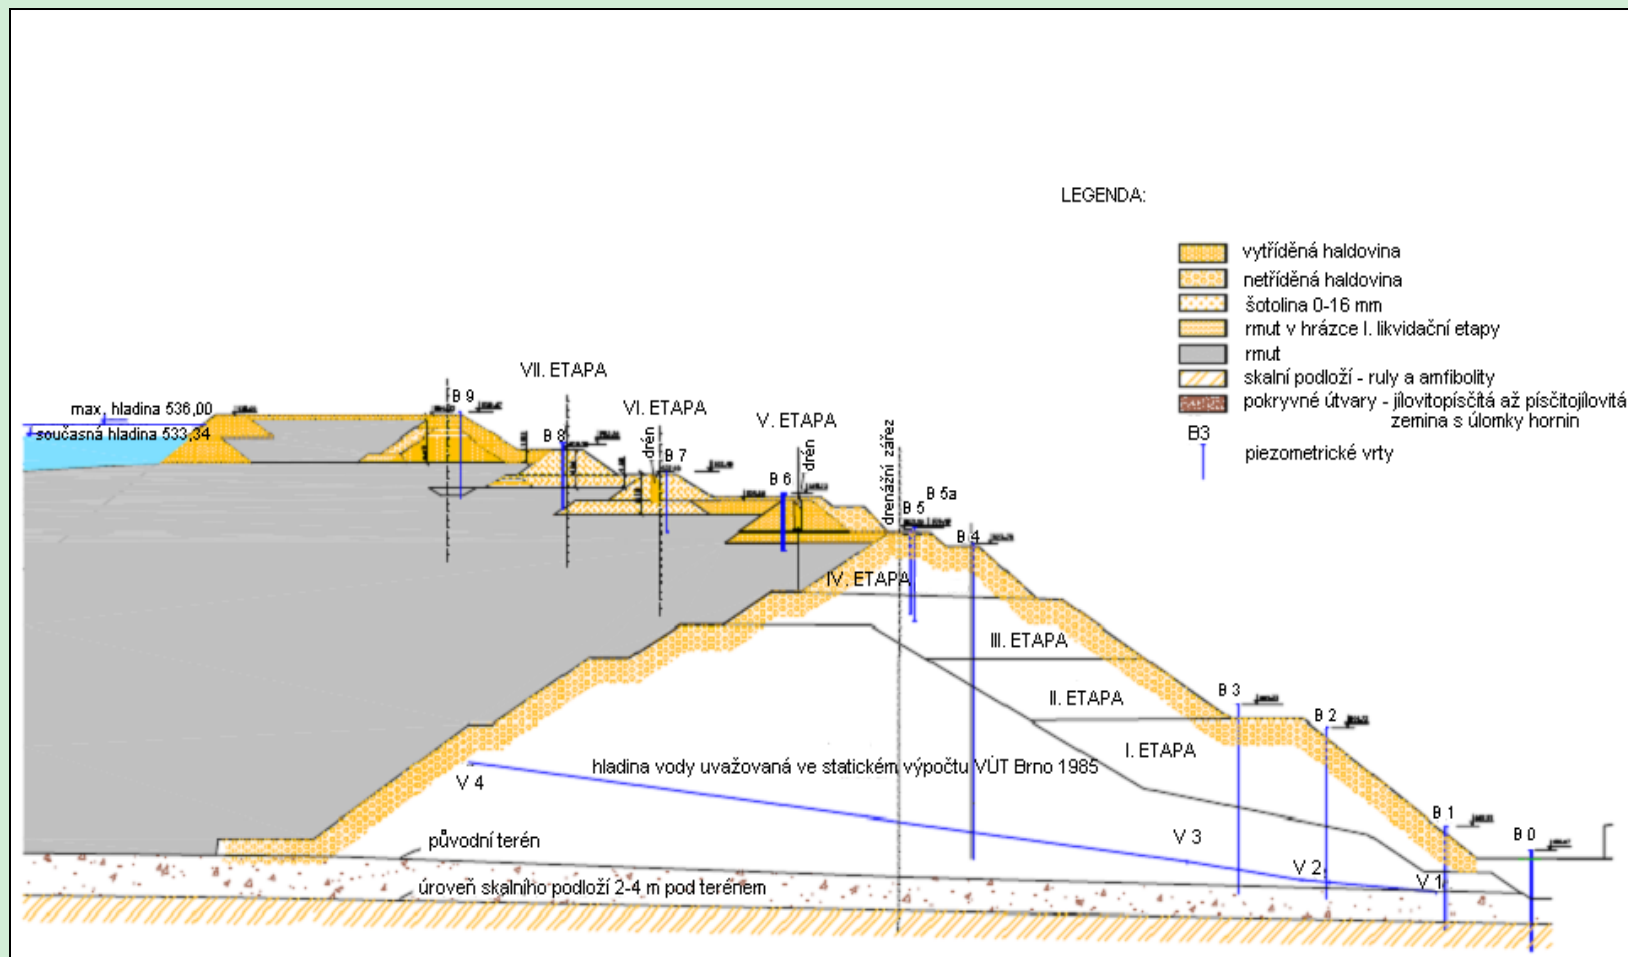 LEGENDA:
vytříděná haldovina
netříděná haldovina
šotolina 0-16 mm
rmut v hrázce I. likvidační etapy
rmut
skalní podloží - ruly a amfibolity
pokryvné útvary - jílovitopísčítá až písčitojílovitá
zemina s úlomky hornin
B3
piezometrické vrty
VII. ETAPA
VI. ETAPA
V. ETAPA
max. hladina 536,00
současná hladina 533,34
B 9
B 8
B 7
B 6
B 5
B 5a
B 4
drén
drén
drenážní zářez
IV. ETAPA
III. ETAPA
II. ETAPA
I. ETAPA
B 3
B 2
B 1
B 0
hladina vody uvažovaná ve statickém výpočtu VÚT Brno 1985
V 4
V 3
V 2
V 1
původní terén
úroveň skalního podloží 2-4 m pod terénem